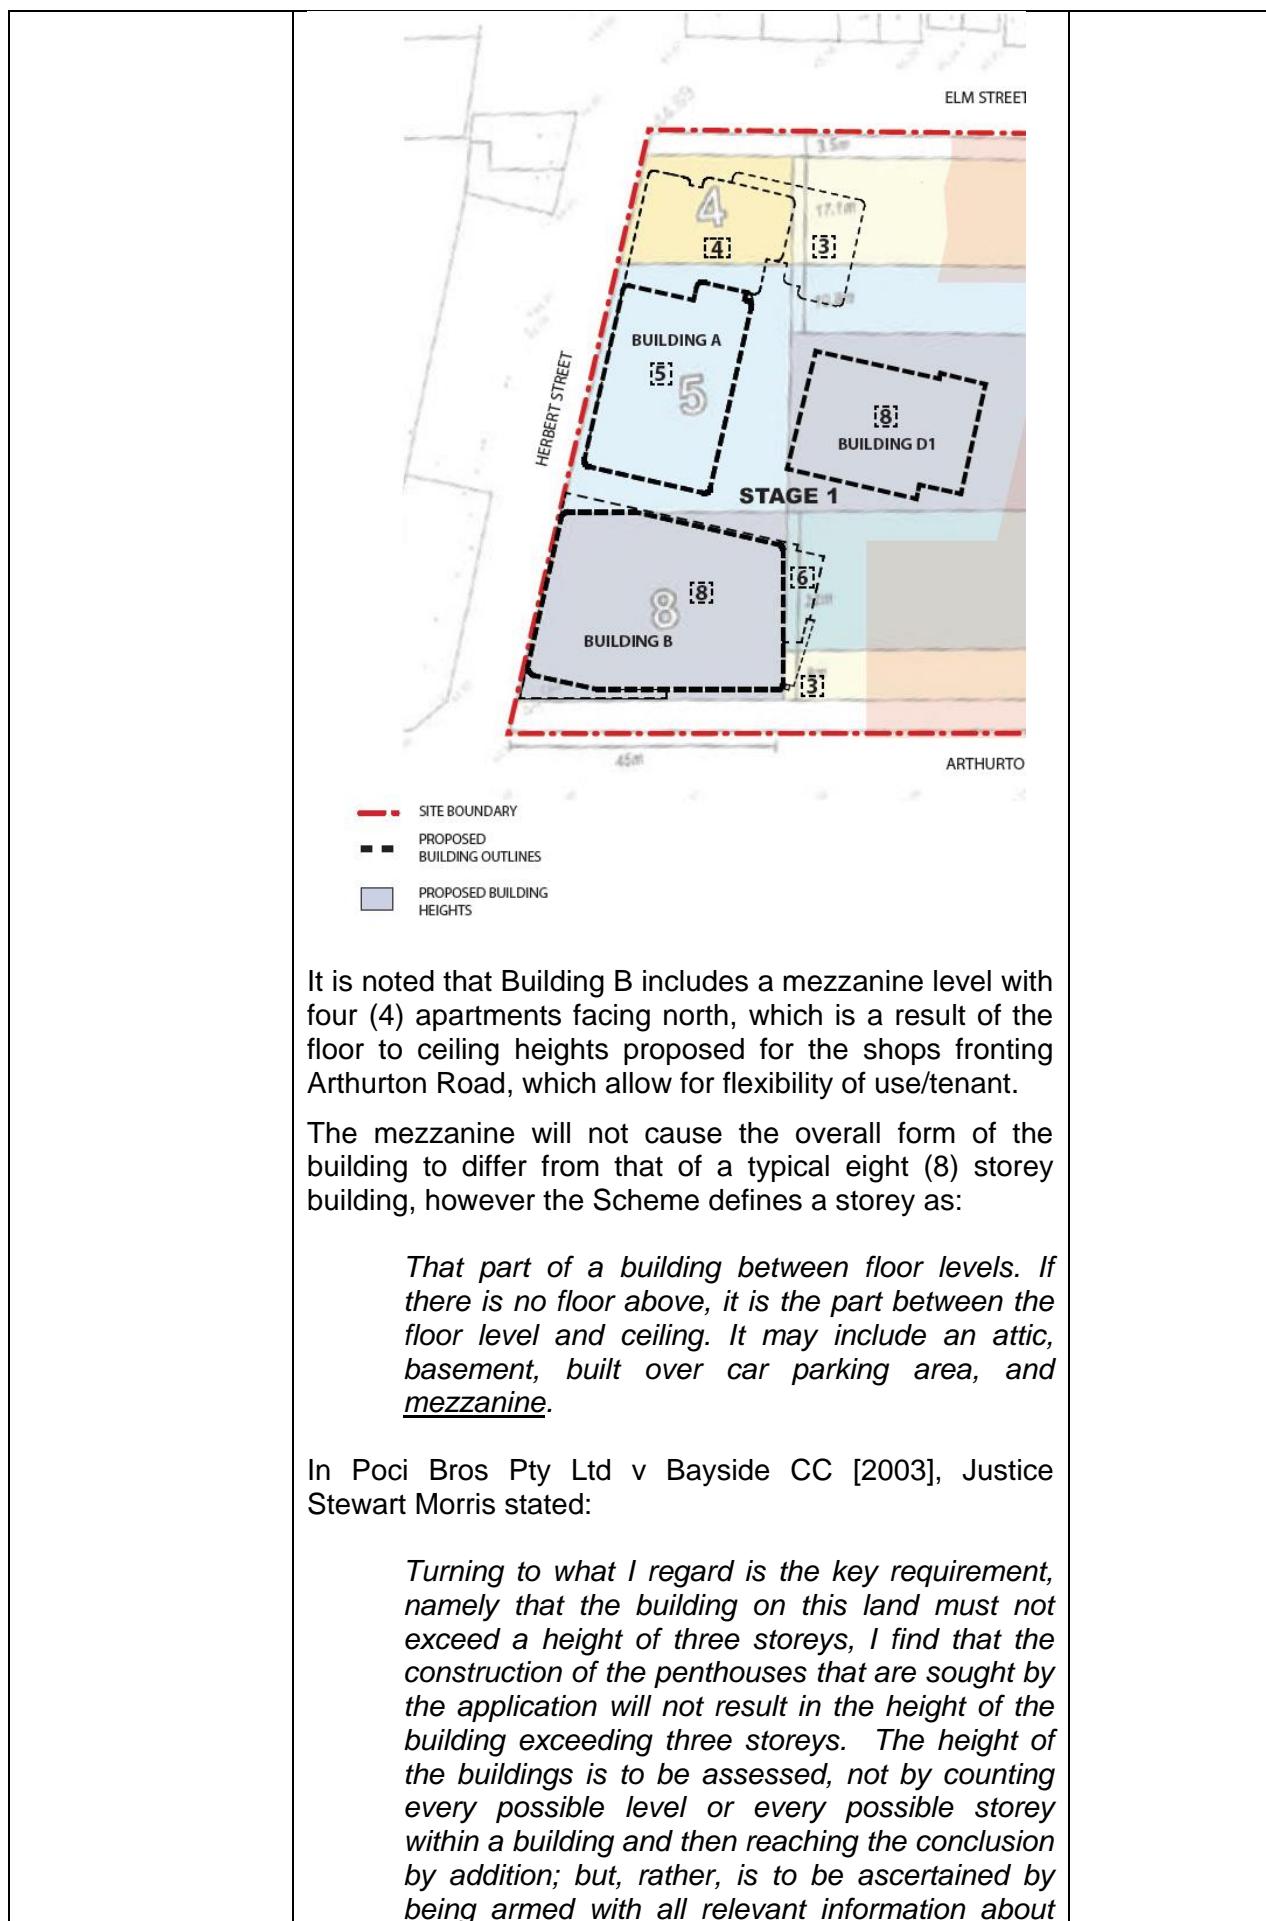 ELM STREET
44.69
3.5m
4
17.1m
4
3
BUILDING A
5
5
HERBERT STREET
8
BUILDING D1
STAGE 1
6
8
8
BUILDING B
3
45m
ARTHURTO
SITE BOUNDARY
PROPOSED
BUILDING OUTLINES
PROPOSED BUILDING
HEIGHTS
It is noted that Building B includes a mezzanine level with
four (4) apartments facing north, which is a result of the
floor to ceiling heights proposed for the shops fronting
Arthurton Road, which allow for flexibility of use/tenant.
The mezzanine will not cause the overall form of the
building to differ from that of a typical eight (8) storey
building, however the Scheme defines a storey as:
That part of a building between floor levels. If
there is no floor above, it is the part between the
floor level and ceiling. It may include an attic,
basement, built over car parking area, and
mezzanine.
In Poci Bros Pty Ltd v Bayside CC [2003], Justice
Stewart Morris stated:
Turning to what I regard is the key requirement,
namely that the building on this land must not
exceed a height of three storeys, I find that the
construction of the penthouses that are sought by
the application will not result in the height of the
building exceeding three storeys. The height of
the buildings is to be assessed, not by counting
every possible level or every possible storey
within a building and then reaching the conclusion
by addition; but, rather, is to be ascertained by
being armed with all relevant information about